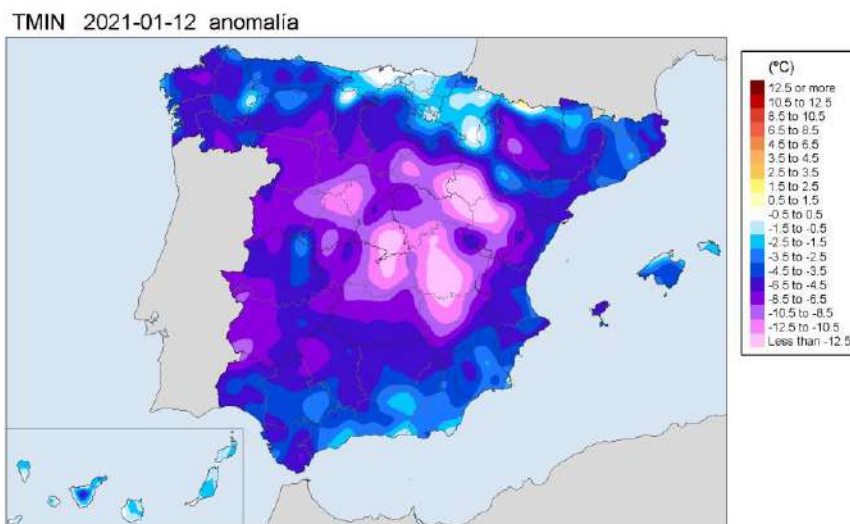 TMIN 2021-01-12 anomalía
(ºC)
12.5 or more
10.5 to 12.5
8.5 to 10.5
6.5 to 8.5
4.5 to 6.5
3.5 to 4.5
2.5 to 3.5
1.5 to 2.5
0.5 to 1.5
-0.5 to 0.5
-1.5 to -0.5
-2.5 to -1.5
-3.5 to -2.5
-4.5 to -3.5
-6.5 to -4.5
-8.5 to -6.5
-10.5 to -8.5
-12.5 to -10.5
Less than -12.5